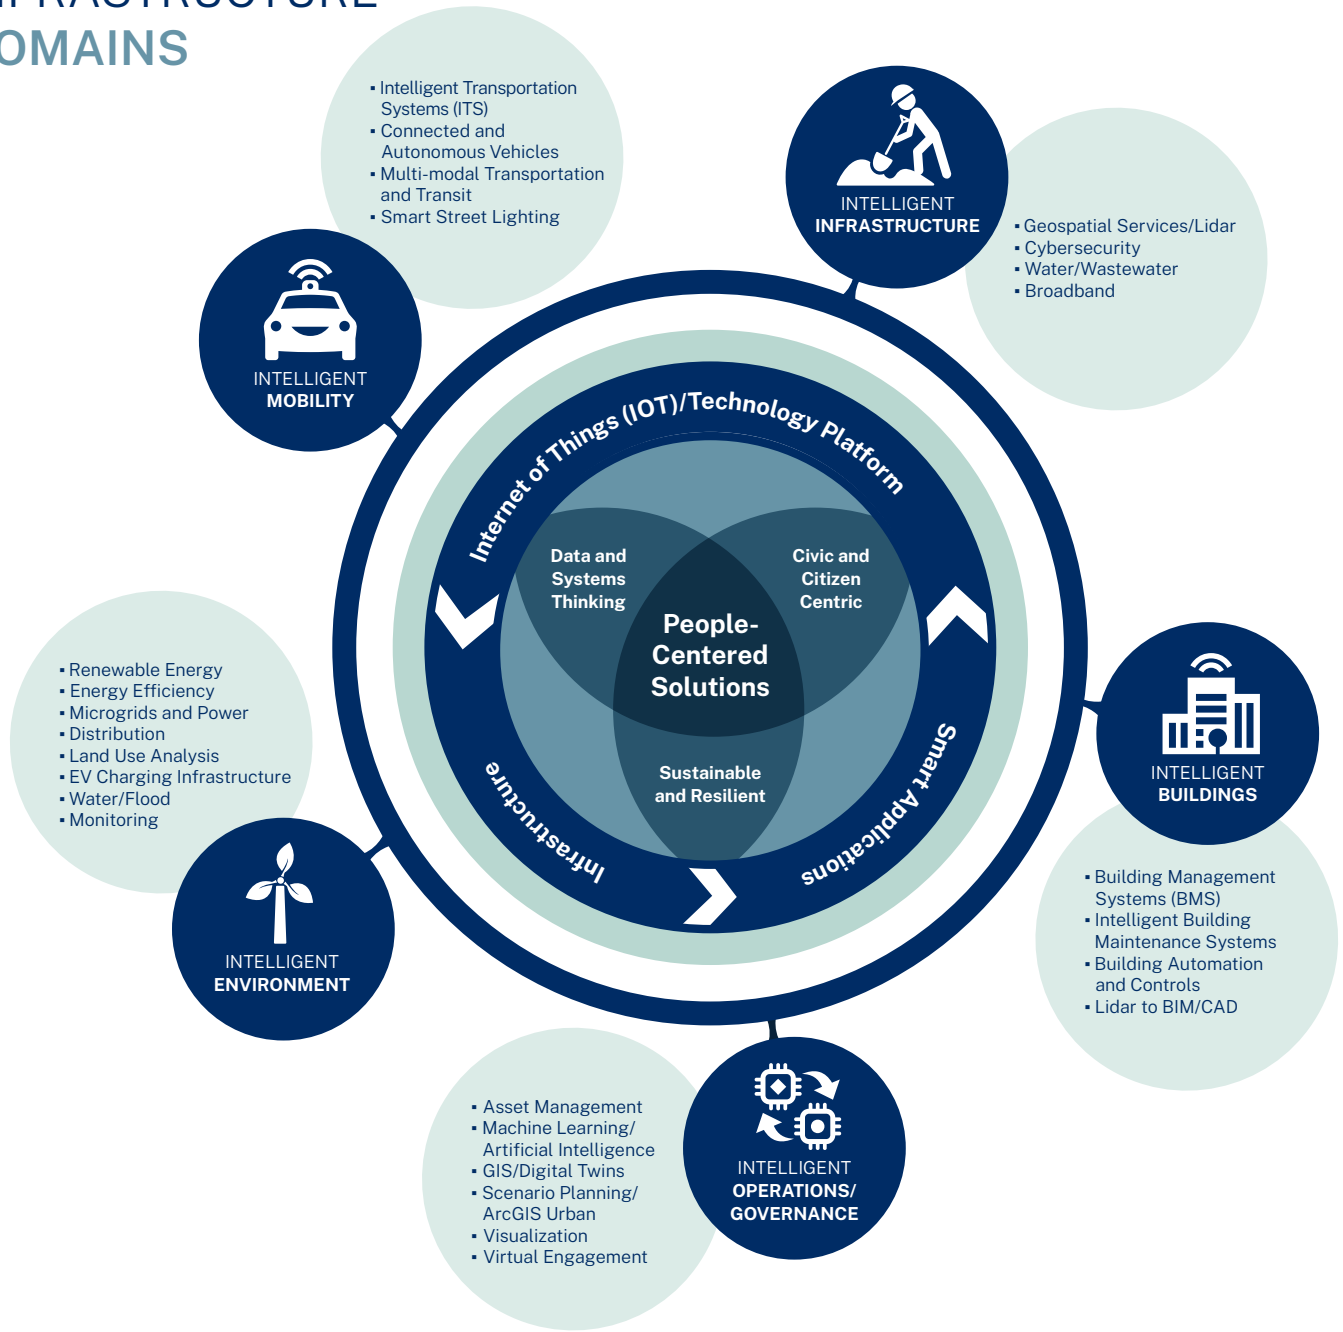 OMAINS
▪ Intelligent Transportation
Systems (ITS)
▪ Connected and
Autonomous Vehicles
▪ Multi-modal Transportation
and Transit
▪ Smart Street Lighting
INTELLIGENT
MOBILITY
INTELLIGENT
INFRASTRUCTURE
▪ Geospatial Services/Lidar
▪ Cybersecurity
▪ Water/Wastewater
▪ Broadband
Internet of Things (IOT)/Technology Platform
Data and
Systems
Thinking
Civic and
Citizen
Centric
People-
Centered
Solutions
Sustainable
and Resilient
Infrastructure
Smart Applications
▪ Renewable Energy
▪ Energy Efficiency
▪ Microgrids and Power
▪ Distribution
▪ Land Use Analysis
▪ EV Charging Infrastructure
▪ Water/Flood
▪ Monitoring
INTELLIGENT
ENVIRONMENT
INTELLIGENT
BUILDINGS
▪ Building Management
Systems (BMS)
▪ Intelligent Building
Maintenance Systems
▪ Building Automation
and Controls
▪ Lidar to BIM/CAD
▪ Asset Management
▪ Machine Learning/
Artificial Intelligence
▪ GIS/Digital Twins
▪ Scenario Planning/
ArcGIS Urban
▪ Visualization
▪ Virtual Engagement
INTELLIGENT
OPERATIONS/
GOVERNANCE